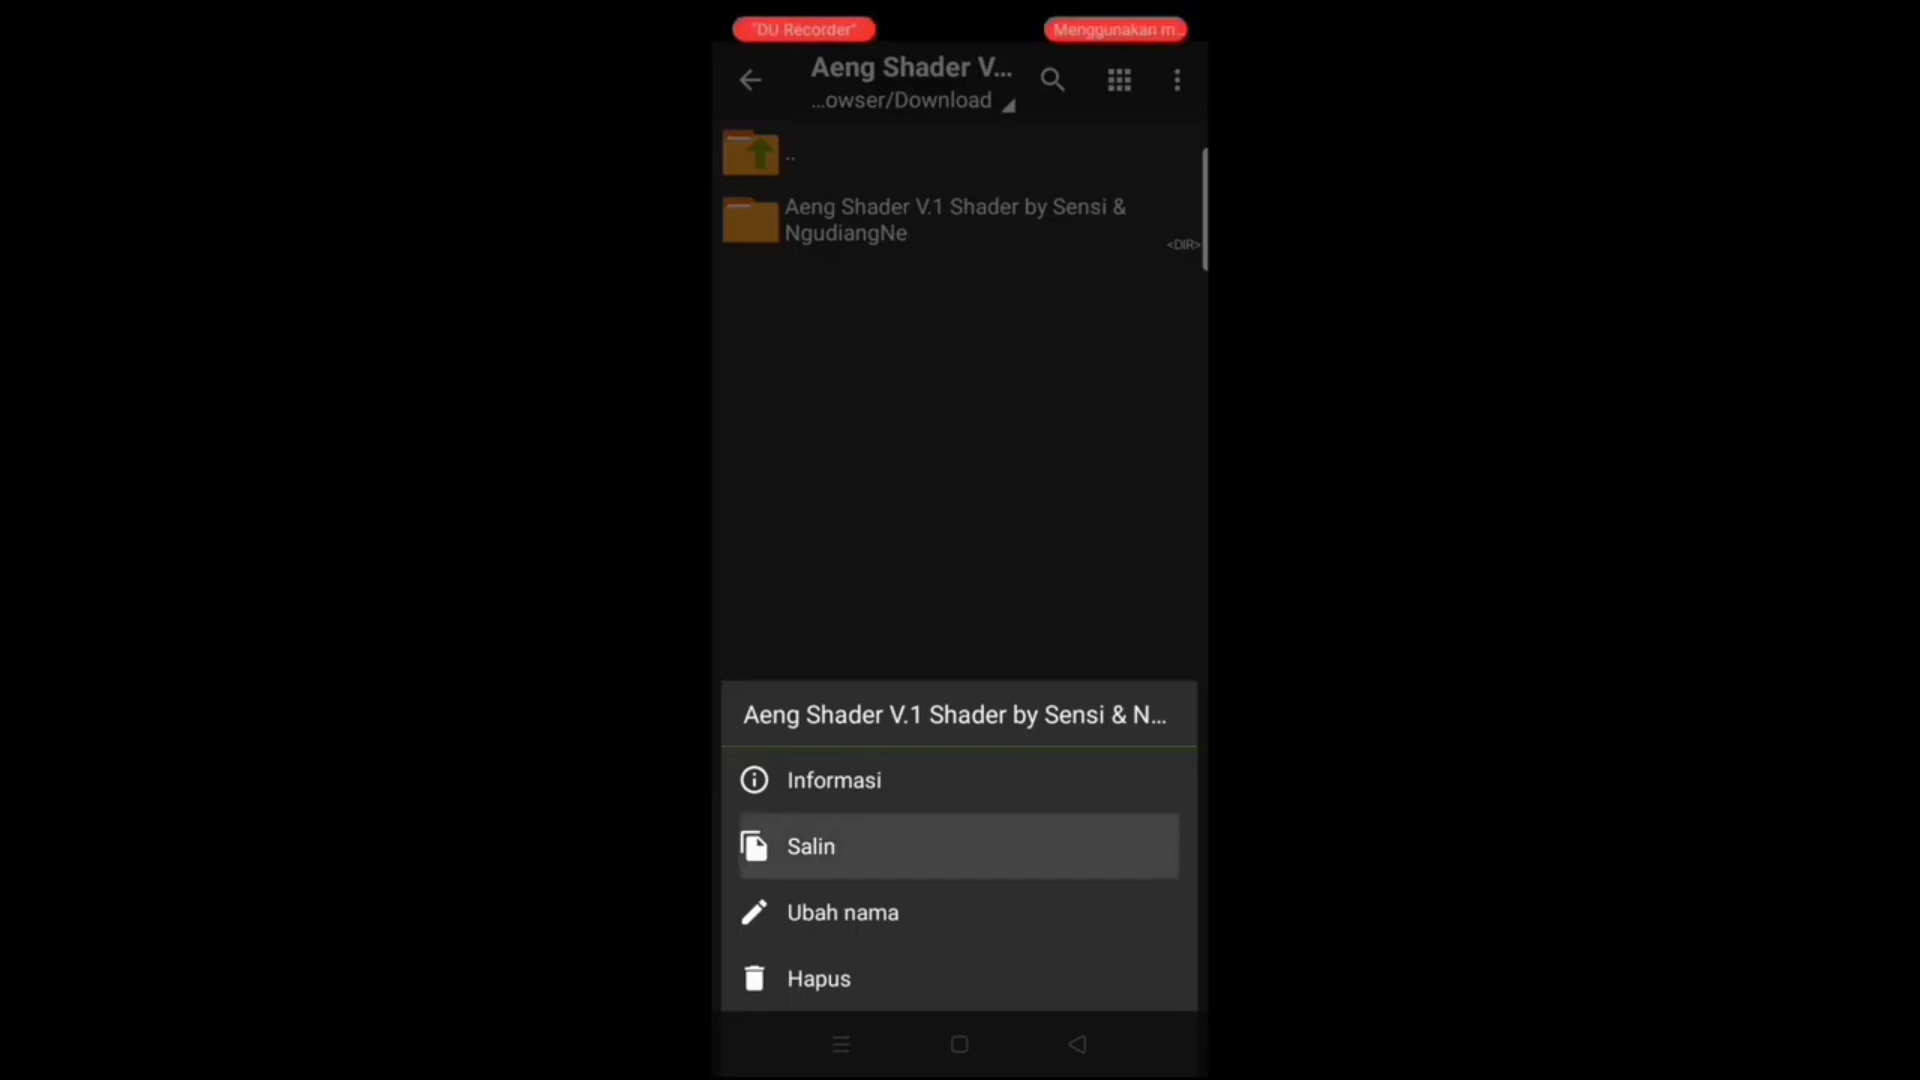 "DU Recorder"
Menggunakan m...
Aeng Shader V...
...owser/Download
..
Aeng Shader V.1 Shader by Sensi &
NgudiangNe
<DIR>
Aeng Shader V.1 Shader by Sensi & N...
Informasi
Salin
Ubah nama
Hapus